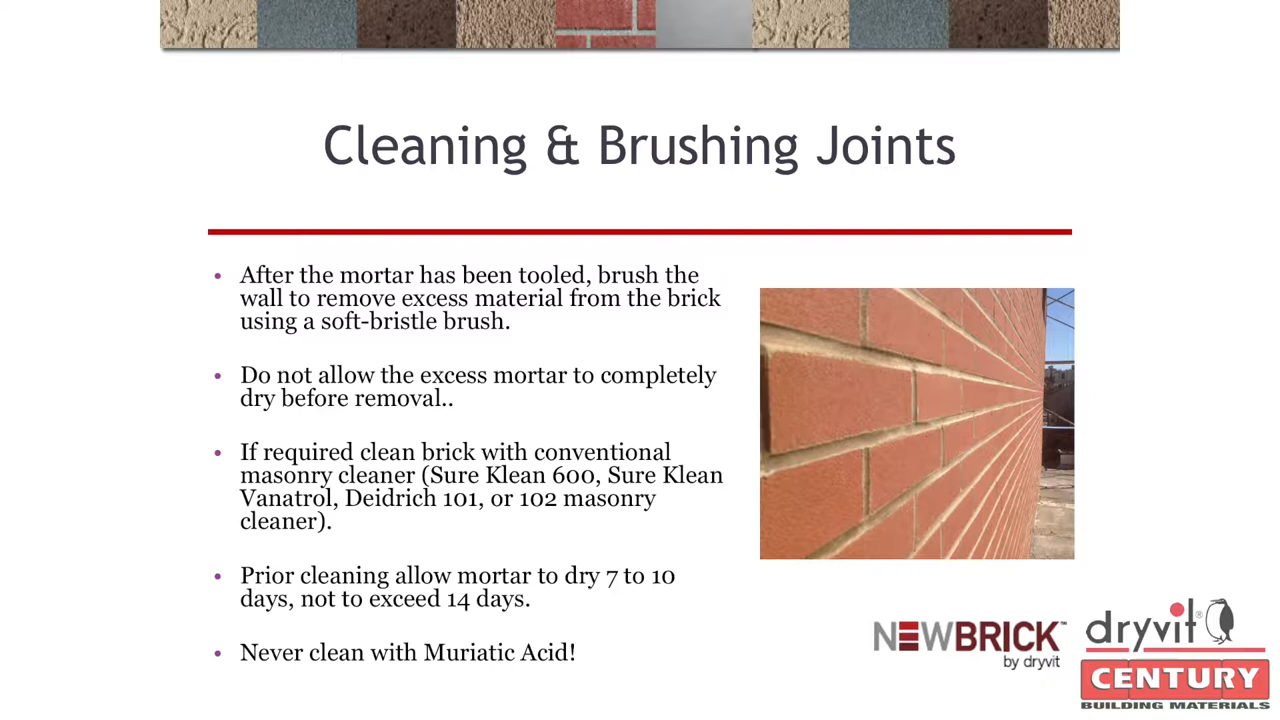 Cleaning & Brushing Joints
• After the mortar has been tooled, brush the
wall to remove excess material from the brick
using a soft-bristle brush.
• Do not allow the excess mortar to completely
dry before removal..
• If required clean brick with conventional
masonry cleaner (Sure Klean 600, Sure Klean
Vanatrol, Deidrich 101, or 102 masonry
cleaner).
• Prior cleaning allow mortar to dry 7 to 10
days, not to exceed 14 days.
• Never clean with Muriatic Acid!
NEWBRICK™
by dryvit
dryvit®
CENTURY
BUILDING MATERIALS